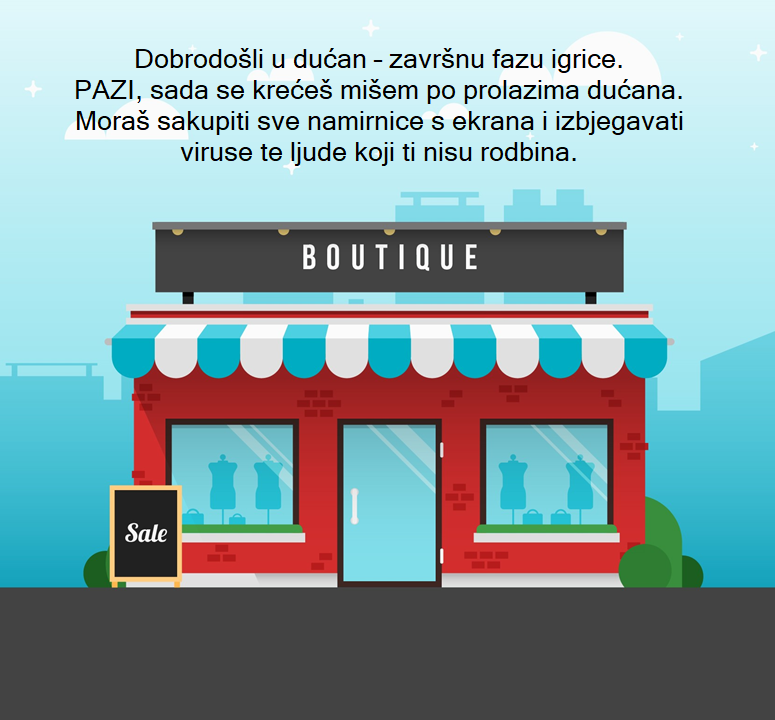 Dobrodošli u dućan - završnu fazu igrice.
PAZI, sada se krećeš mišem po prolazima dućana.
Moraš sakupiti sve namirnice s ekrana i izbjegavati
viruse te ljude koji ti nisu rodbina.
BOUTIQUE
Sale